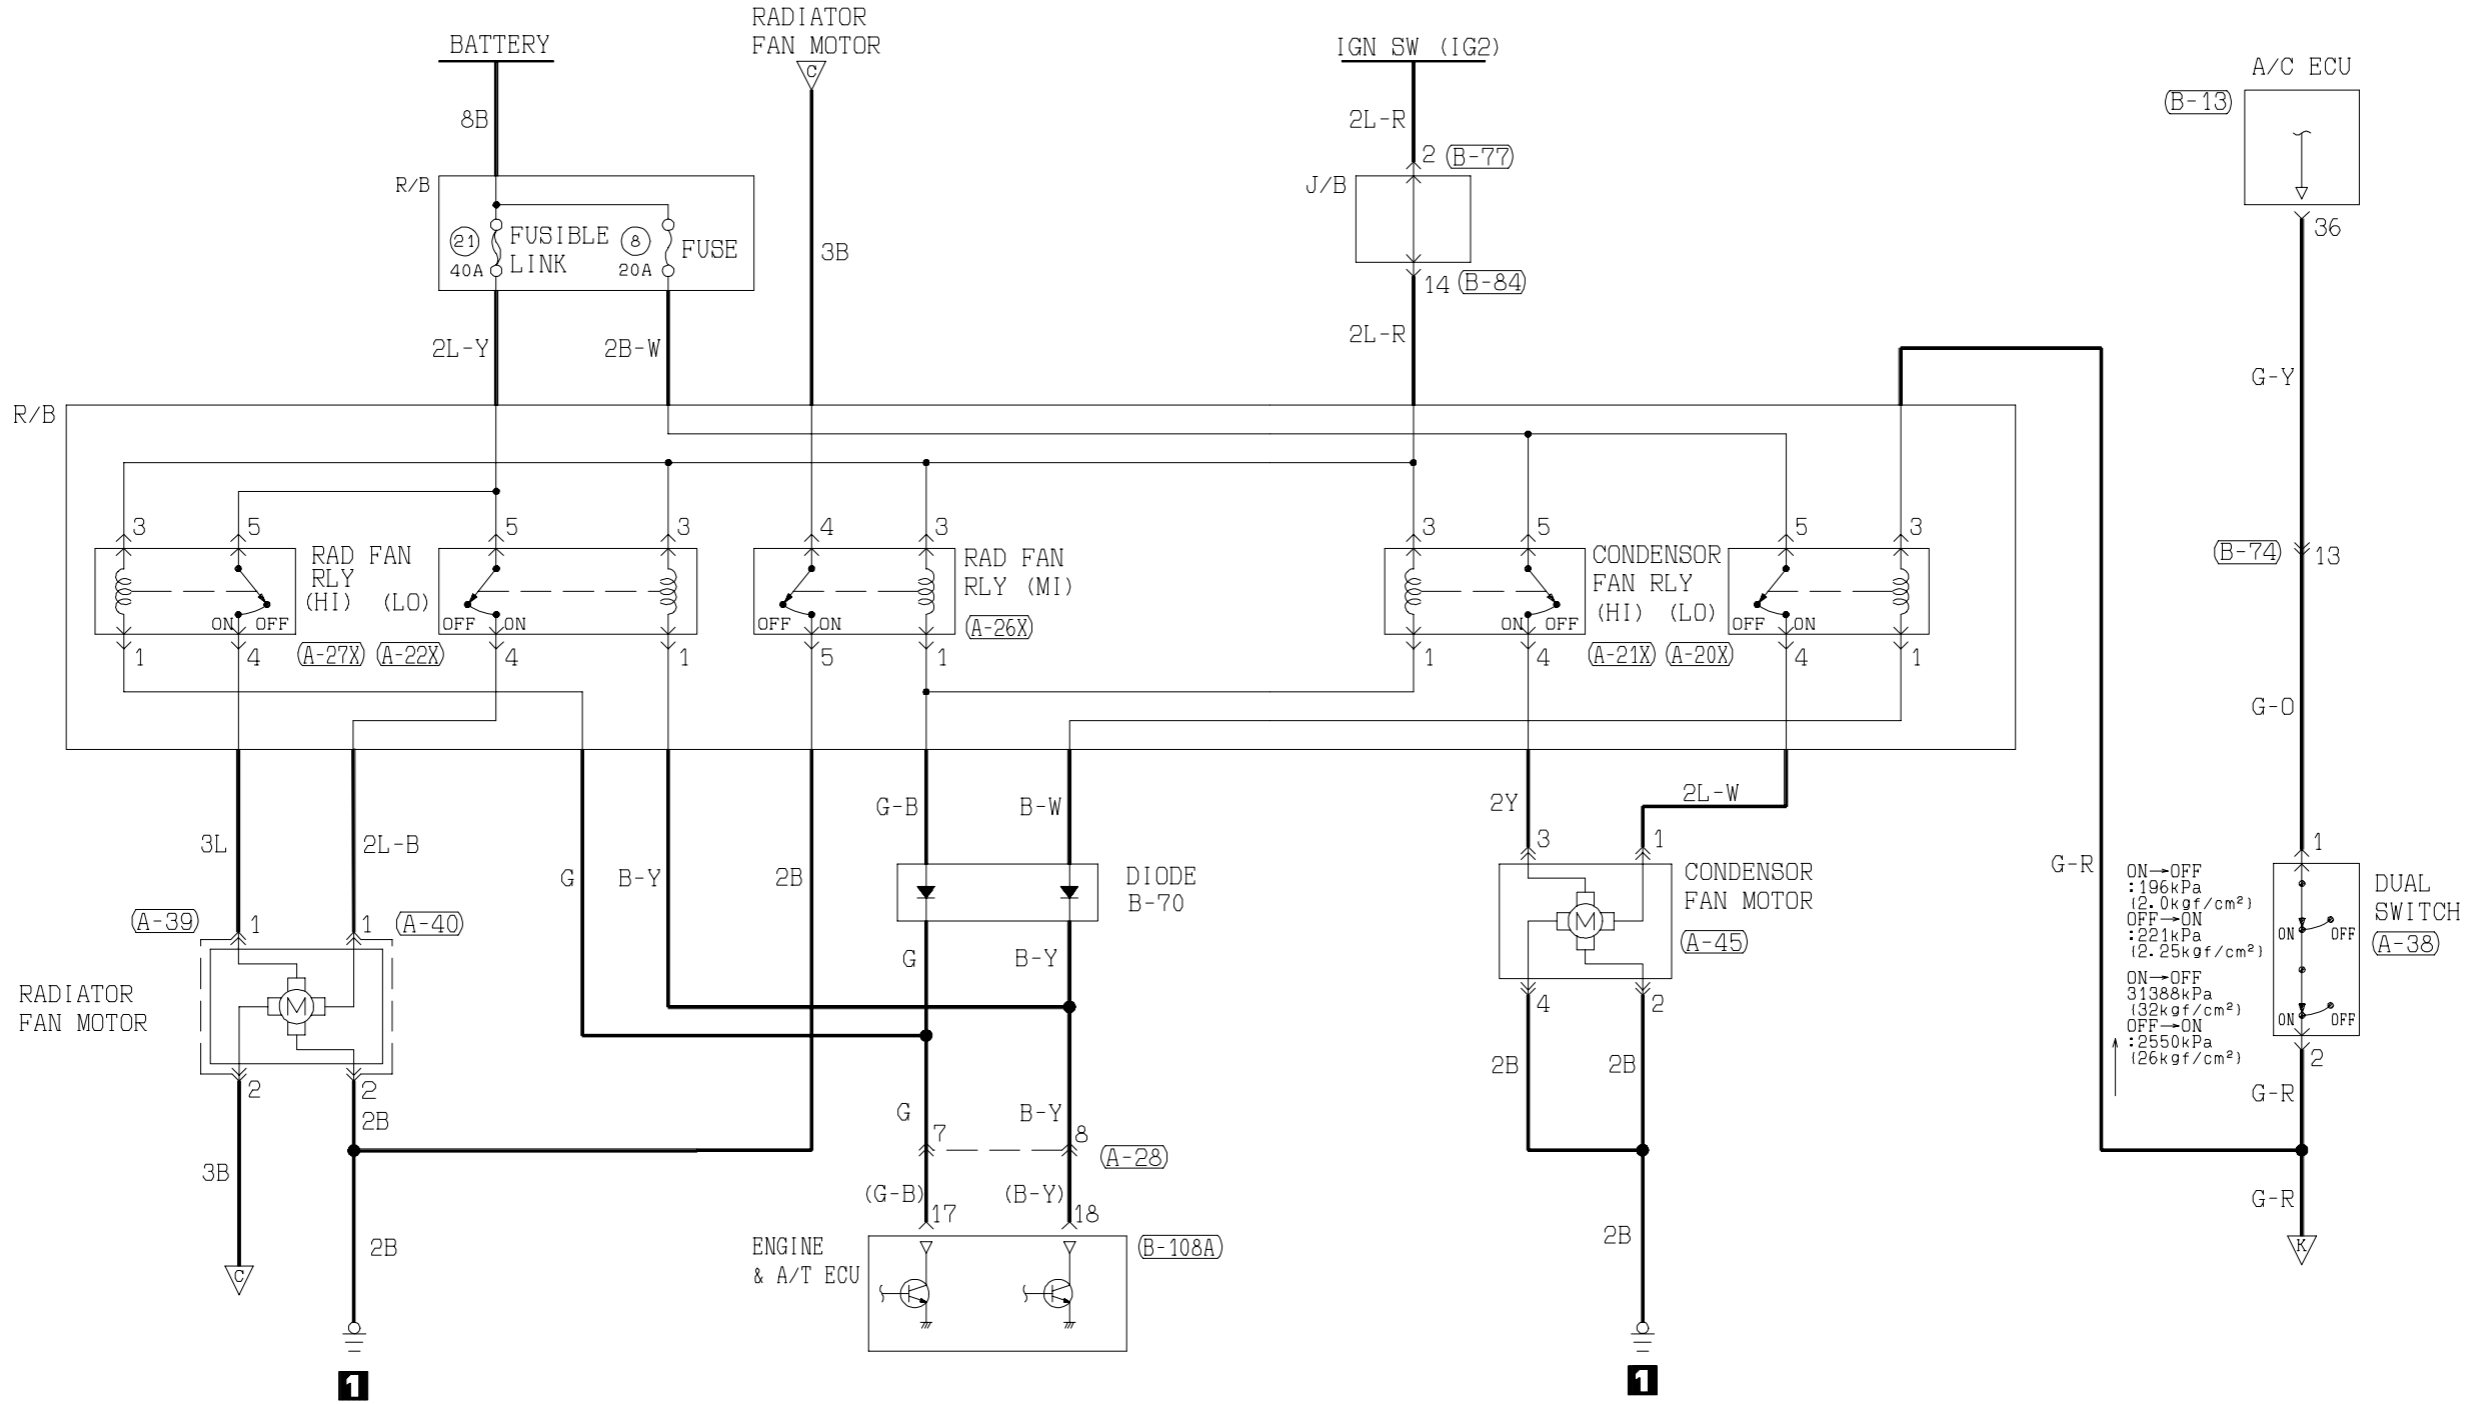 RADIATOR
FAN MOTOR
C
BATTERY
IGN SW (IG2)
A/C ECU
(B-13)
8B
2L-R
2 (B-77)
R/B
J/B
36
21
40A
FUSIBLE
LINK
8
20A
FUSE
3B
14 (B-84)
2L-Y
2B-W
2L-R
G-Y
R/B
3
5
5
3
4
3
3
5
5
3
RAD FAN
RLY
(HI) (LO)
RAD FAN
RLY (MI)
CONDENSOR
FAN RLY
(HI) (LO)
(B-74)
13
ON OFF
OFF ON
OFF ON
ON OFF
OFF ON
(A-26X)
1
4
(A-27X)
(A-22X)
4
1
5
1
1
4
(A-21X)
(A-20X)
4
1
G-O
G-B
B-W
2Y
2L-W
3L
2L-B
3
1
1
G
B-Y
2B
DIODE
B-70
CONDENSOR
FAN MOTOR
M
(A-45)
G-R
ON→OFF
:196kPa
(2.0kgf/cm²)
OFF→ON
:221kPa
(2.25kgf/cm²)
ON→OFF
31388kPa
(32kgf/cm²)
OFF→ON
:2550kPa
(26kgf/cm²)
ON OFF
ON OFF
DUAL
SWITCH
(A-38)
(A-39)
1
1
(A-40)
G
B-Y
RADIATOR
FAN MOTOR
M
4
2
2
2
2
2B
2B
2B
G-R
G
B-Y
7
8
(A-28)
3B
(G-B)
(B-Y)
G-R
17
18
2B
2B
ENGINE
& A/T ECU
(B-108A)
C
K
1
1